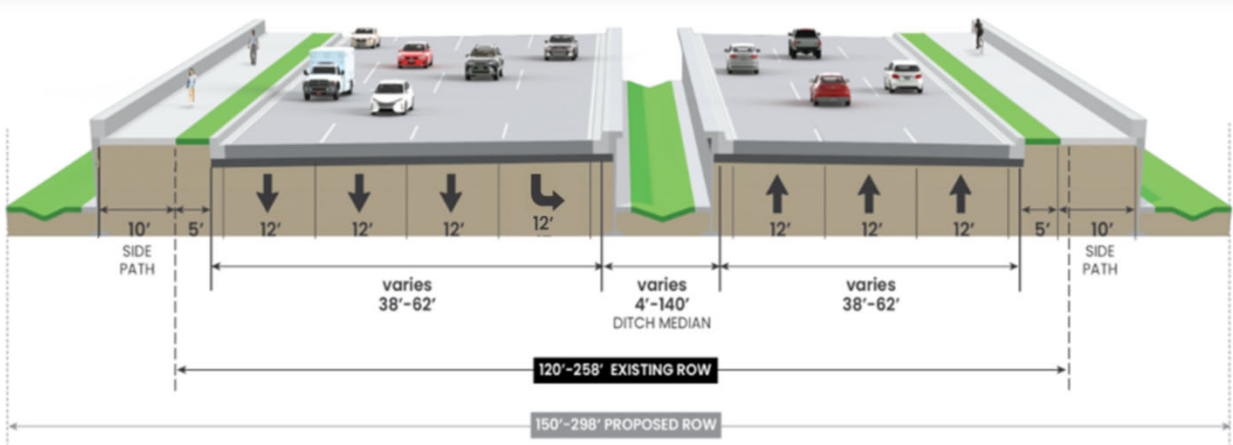 10’ 5’ 12’ 12’ 12’ 12’ 12’ 12’ 12’ 5’ 10’
SIDE
PATH
SIDE
PATH
varies
38’-62’
varies
4’-140’
DITCH MEDIAN
varies
38’-62’
120’-258’ EXISTING ROW
150’-298’ PROPOSED ROW